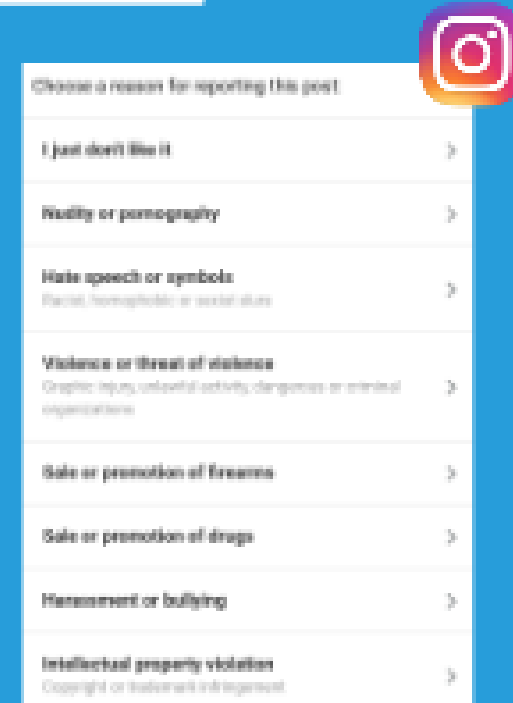 Choose a reason for reporting this post
I just don't like it
Nudity or pornography
Hate speech or symbols
Racist, homophobic or sexist slurs
Violence or threat of violence
Graphic injury, unlawful activity, dangerous or criminal
organizations
Sale or promotion of firearms
Sale or promotion of drugs
Harassment or bullying
Intellectual property violation
Copyright or trademark infringement